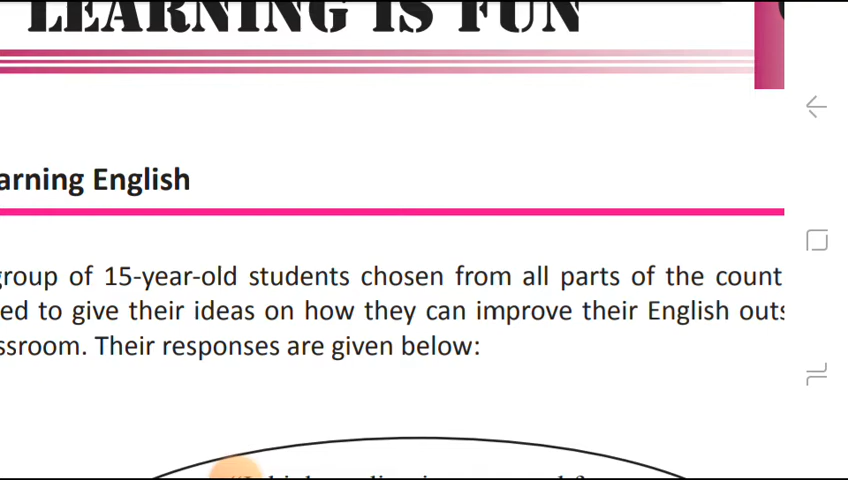 LEARNING IS FUN
arning English
group of 15-year-old students chosen from all parts of the count
ed to give their ideas on how they can improve their English outs
ssroom. Their responses are given below: